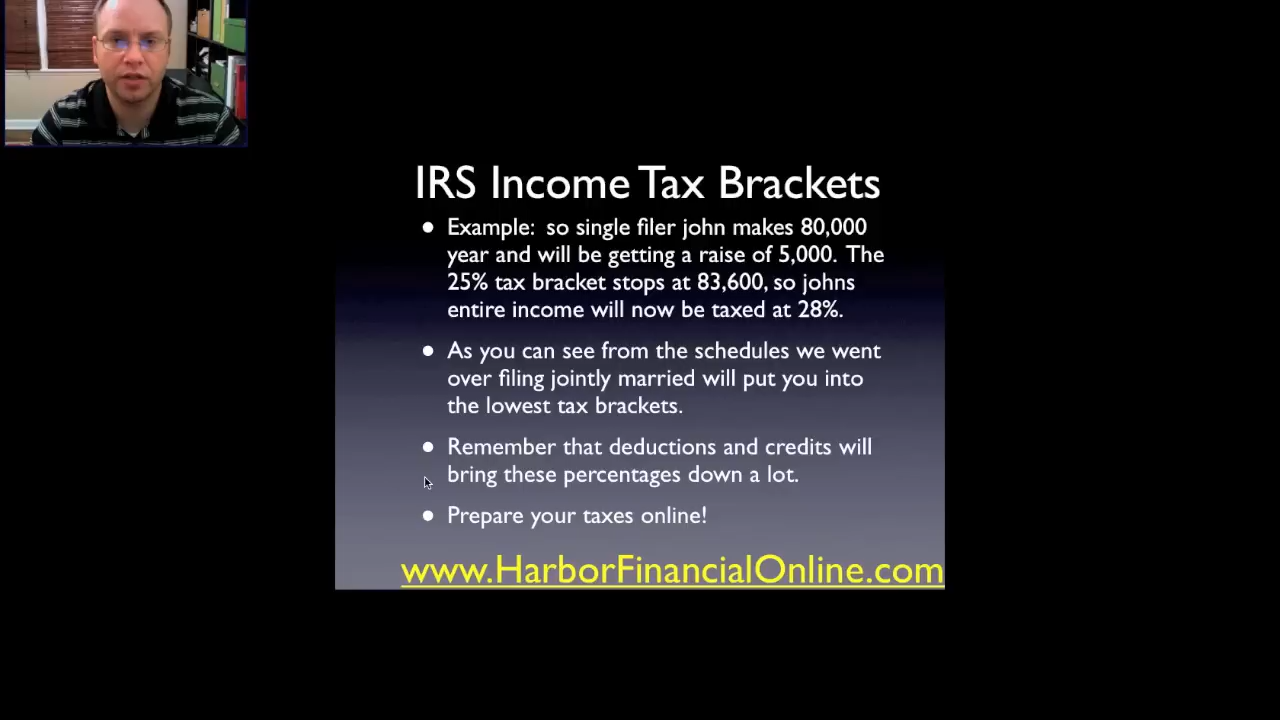 IRS Income Tax Brackets
• Example: so single filer john makes 80,000
year and will be getting a raise of 5,000. The
25% tax bracket stops at 83,600, so johns
entire income will now be taxed at 28%.
• As you can see from the schedules we went
over filing jointly married will put you into
the lowest tax brackets.
• Remember that deductions and credits will
bring these percentages down a lot.
• Prepare your taxes online!
www.HarborFinancialOnline.com